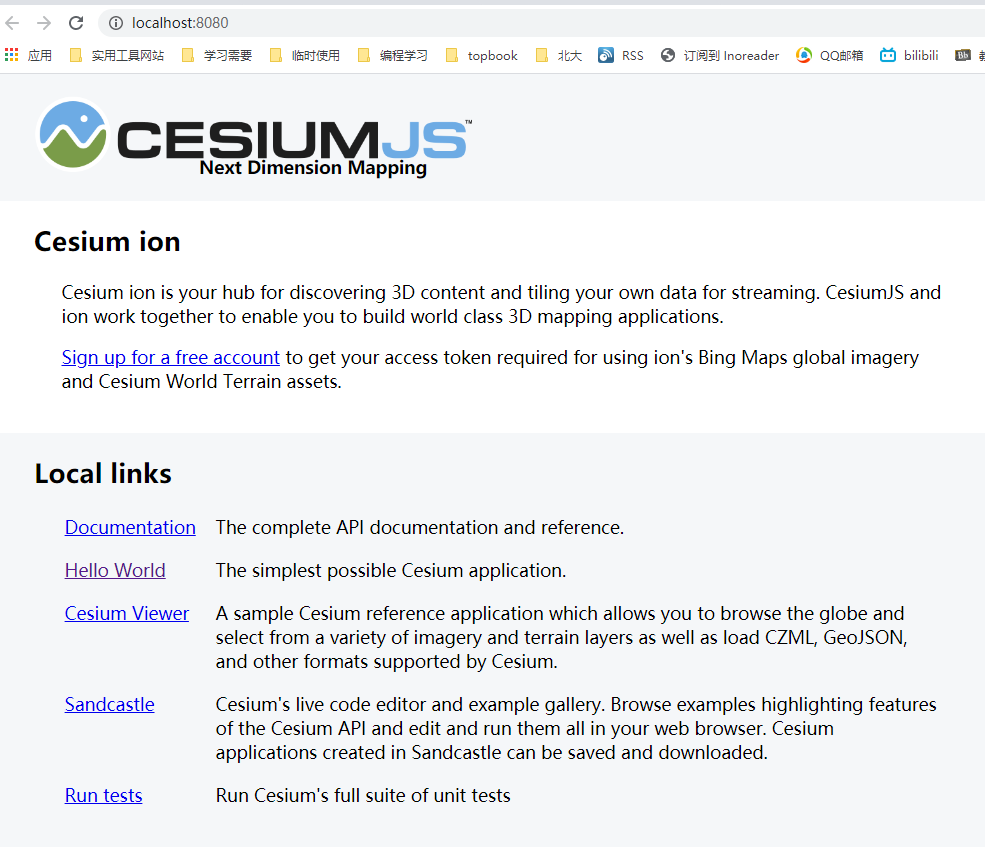 localhost:8080
应用 实用工具网站 学习需要 临时使用 编程学习 topbook 北大 RSS 订阅到 Inoreader QQ邮箱 bilibili Bb
CESIUMJS™
Next Dimension Mapping
Cesium ion
Cesium ion is your hub for discovering 3D content and tiling your own data for streaming. CesiumJS and
ion work together to enable you to build world class 3D mapping applications.
Sign up for a free account to get your access token required for using ion's Bing Maps global imagery
and Cesium World Terrain assets.
Local links
Documentation The complete API documentation and reference.
Hello World The simplest possible Cesium application.
Cesium Viewer A sample Cesium reference application which allows you to browse the globe and
select from a variety of imagery and terrain layers as well as load CZML, GeoJSON,
and other formats supported by Cesium.
Sandcastle Cesium's live code editor and example gallery. Browse examples highlighting features
of the Cesium API and edit and run them all in your web browser. Cesium
applications created in Sandcastle can be saved and downloaded.
Run tests Run Cesium's full suite of unit tests